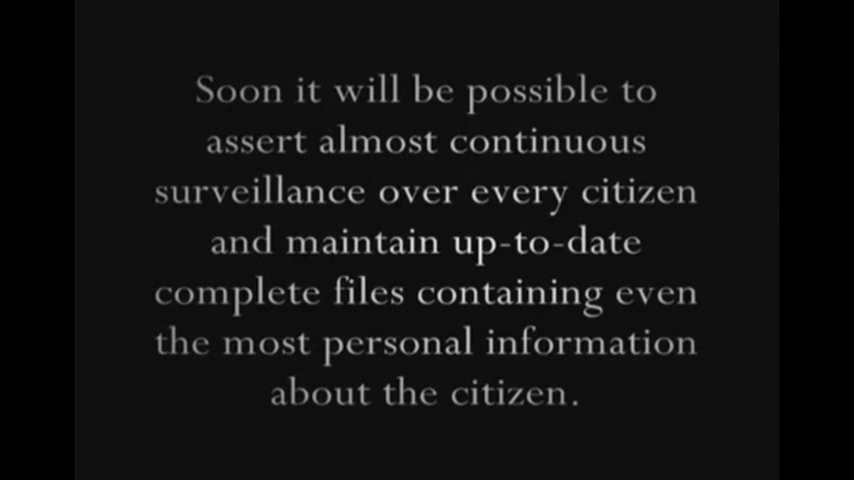 Soon it will be possible to
assert almost continuous
surveillance over every citizen
and maintain up-to-date
complete files containing even
the most personal information
about the citizen.